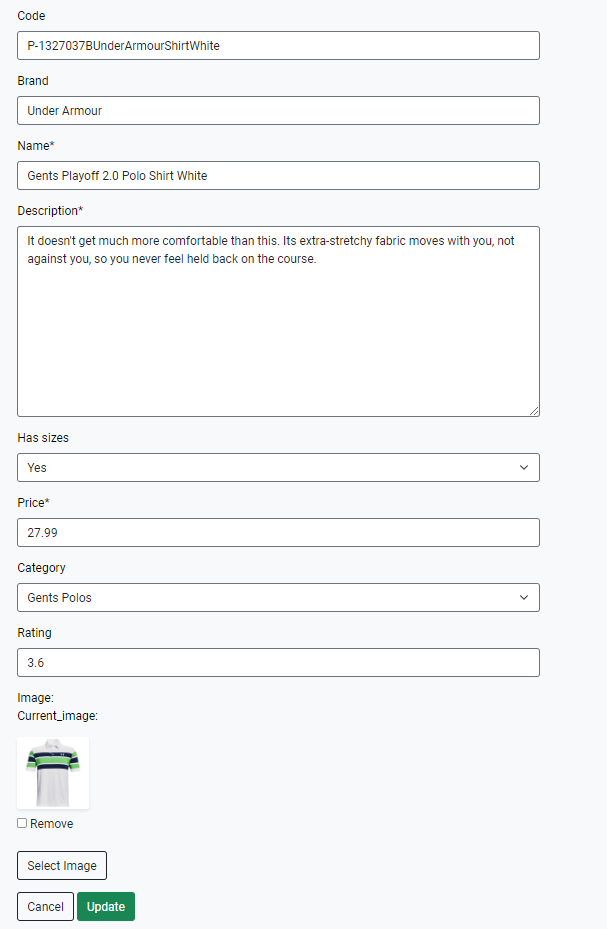 Code
P-1327037BUnderArmourShirtWhite
Brand
Under Armour
Name*
Gents Playoff 2.0 Polo Shirt White
Description*
It doesn't get much more comfortable than this. Its extra-stretchy fabric moves with you, not
against you, so you never feel held back on the course.
Has sizes
Yes
Price*
27.99
Category
Gents Polos
Rating
3.6
Image:
Current_image:
Remove
Select Image
Cancel Update